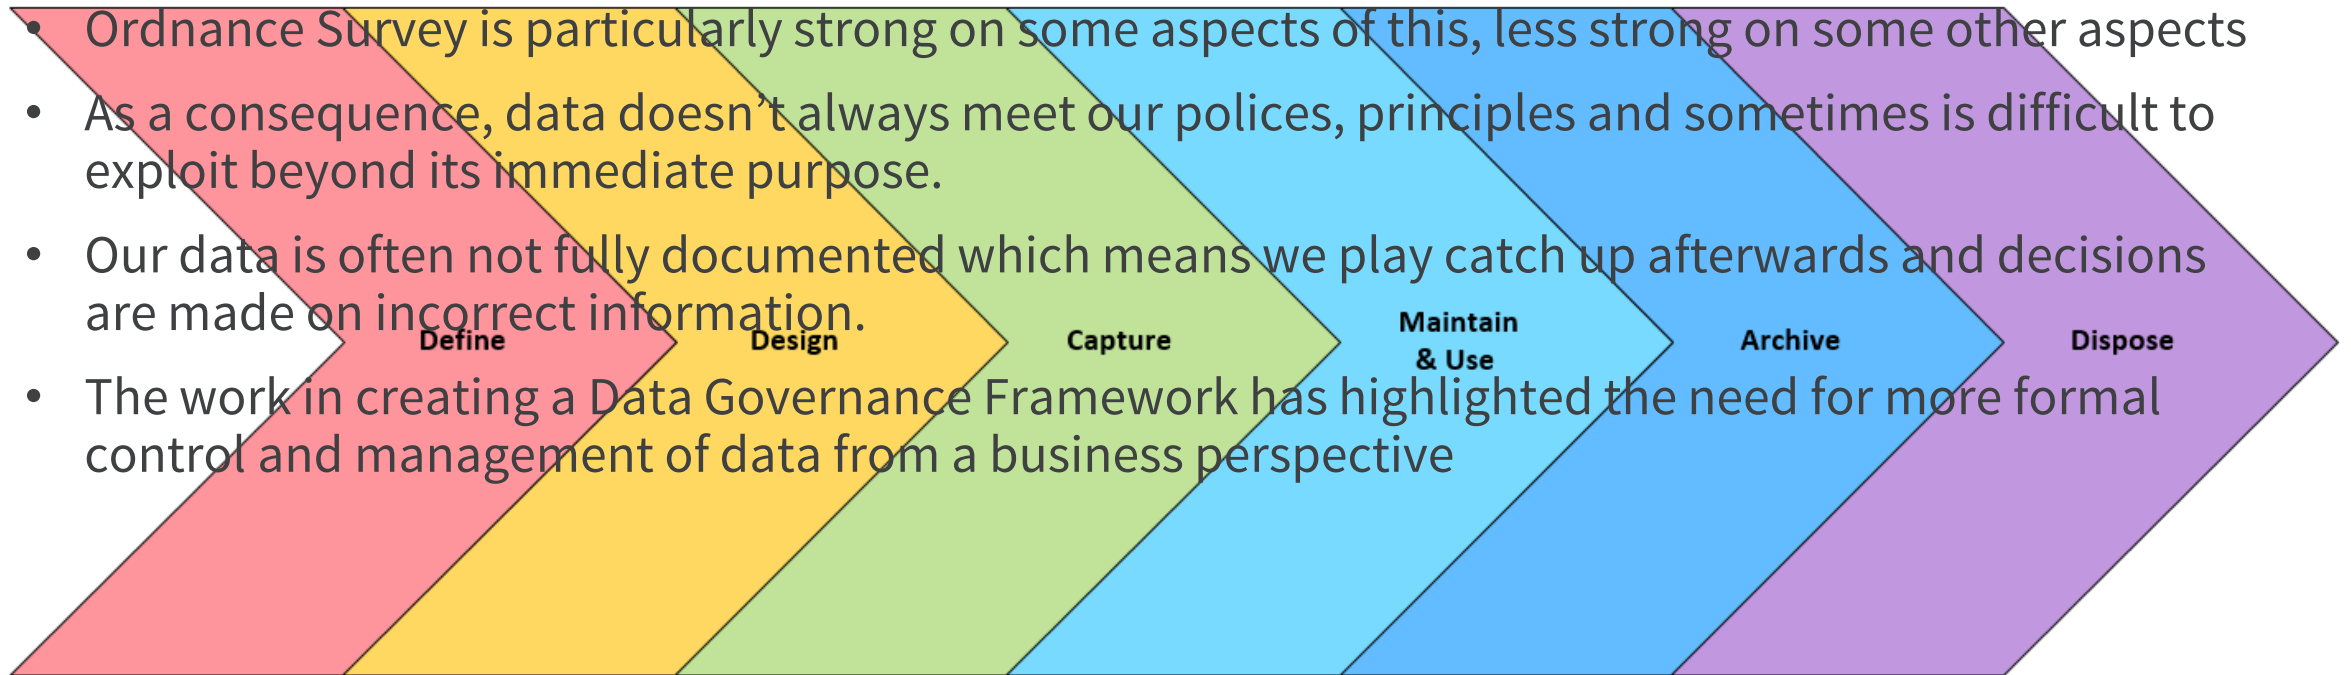 • Ordnance Survey is particularly strong on some aspects of this, less strong on some other aspects
• As a consequence, data doesn’t always meet our polices, principles and sometimes is difficult to
exploit beyond its immediate purpose.
• Our data is often not fully documented which means we play catch up afterwards and decisions
are made on incorrect information.
Define
Design
Capture
Maintain
& Use
Archive
Dispose
• The work in creating a Data Governance Framework has highlighted the need for more formal
control and management of data from a business perspective